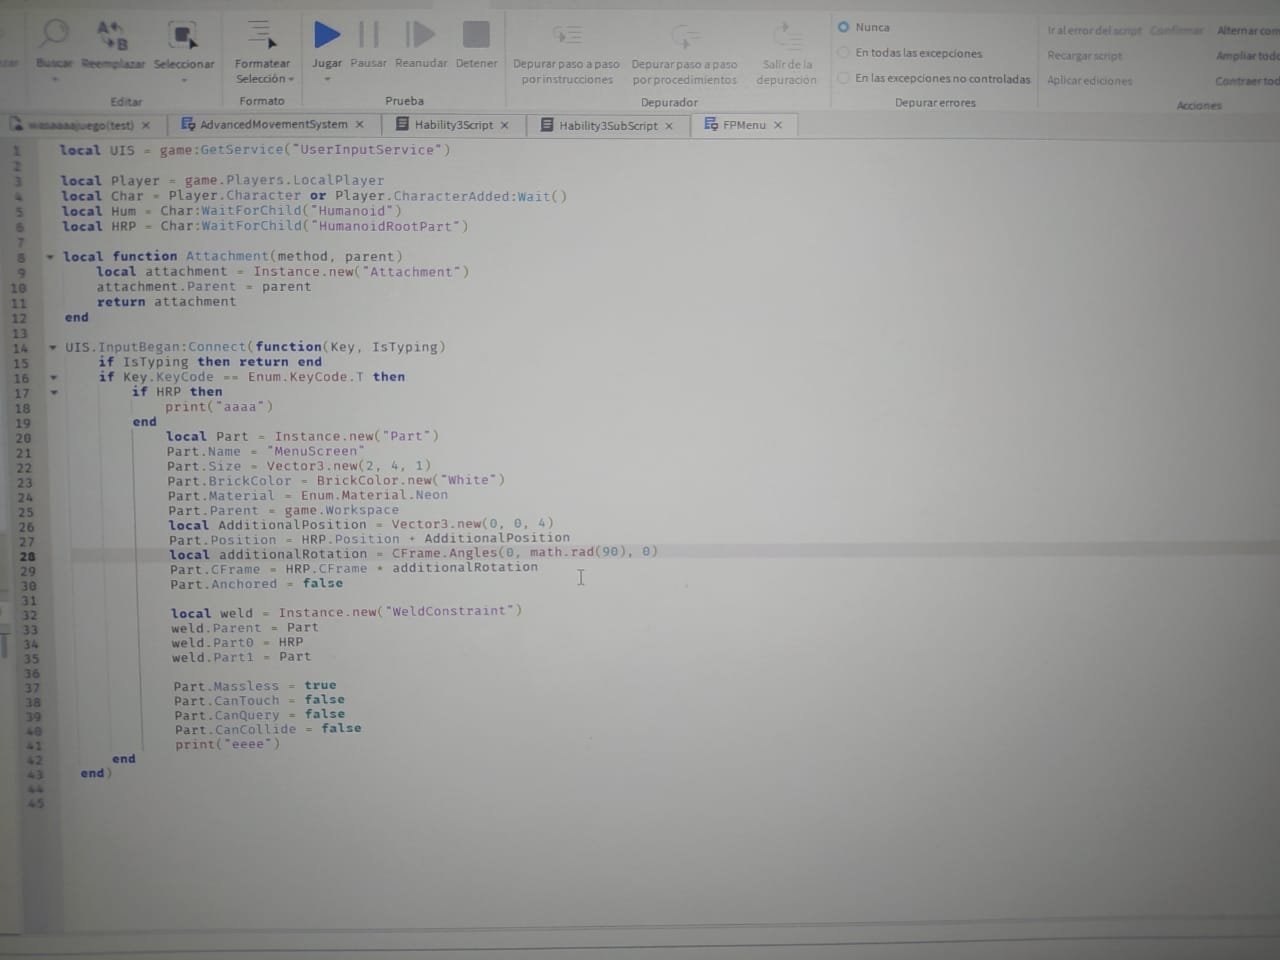 Buscar
Reemplazar
Seleccionar
Editar
Formatear
Selección
Formato
Jugar
Pausar
Reanudar
Detener
Prueba
Depurar paso a paso
por instrucciones
Depurar paso a paso
por procedimientos
Salir de la
depuración
Depurador
Nunca
En todas las excepciones
En las excepciones no controladas
Depurar errores
Ir al error del script
Confirmar
Recargar script
Aplicar ediciones
Alternar com
Ampliar todo
Contraer tod
Acciones
wasaaaajuego(test) ×
AdvancedMovementSystem ×
Hability3Script ×
Hability3SubScript ×
FPMenu ×
1 local UIS = game:GetService("UserInputService")
2
3 local Player = game.Players.LocalPlayer
4 local Char = Player.Character or Player.CharacterAdded:Wait()
5 local Hum = Char:WaitForChild("Humanoid")
6 local HRP = Char:WaitForChild("HumanoidRootPart")
7
8 local function Attachment(method, parent)
9 local attachment = Instance.new("Attachment")
10 attachment.Parent = parent
11 return attachment
12 end
13
14 UIS.InputBegan:Connect(function(Key, IsTyping)
15 if IsTyping then return end
16 if Key.KeyCode == Enum.KeyCode.T then
17 if HRP then
18 print("aaaa")
19 end
20 local Part = Instance.new("Part")
21 Part.Name = "MenuScreen"
22 Part.Size = Vector3.new(2, 4, 1)
23 Part.BrickColor = BrickColor.new("White")
24 Part.Material = Enum.Material.Neon
25 Part.Parent = game.Workspace
26 local AdditionalPosition = Vector3.new(0, 0, 4)
27 Part.Position = HRP.Position + AdditionalPosition
28 local additionalRotation = CFrame.Angles(0, math.rad(90), 0)
29 Part.CFrame = HRP.CFrame * additionalRotation
30 Part.Anchored = false
31
32 local weld = Instance.new("WeldConstraint")
33 weld.Parent = Part
34 weld.Part0 = HRP
35 weld.Part1 = Part
36
37 Part.Massless = true
38 Part.CanTouch = false
39 Part.CanQuery = false
40 Part.CanCollide = false
41 print("eeee")
42 end
43 end)
44
45